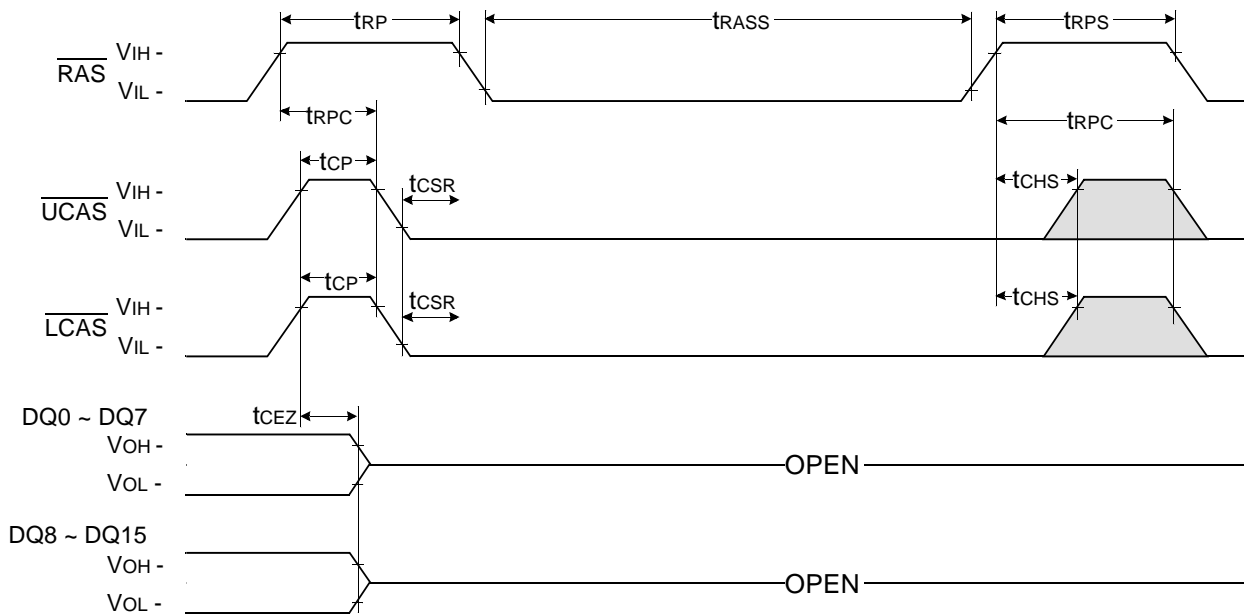 tRP tRASS tRPS
RAS VIH -
VIL -
tRPC tRPC
tCP
UCAS VIH - tCSR tCHS
VIL -
tCP
LCAS VIH - tCSR tCHS
VIL -
DQ0 ~ DQ7 tCEZ
VOH -
VOL - OPEN
DQ8 ~ DQ15
VOH -
VOL - OPEN